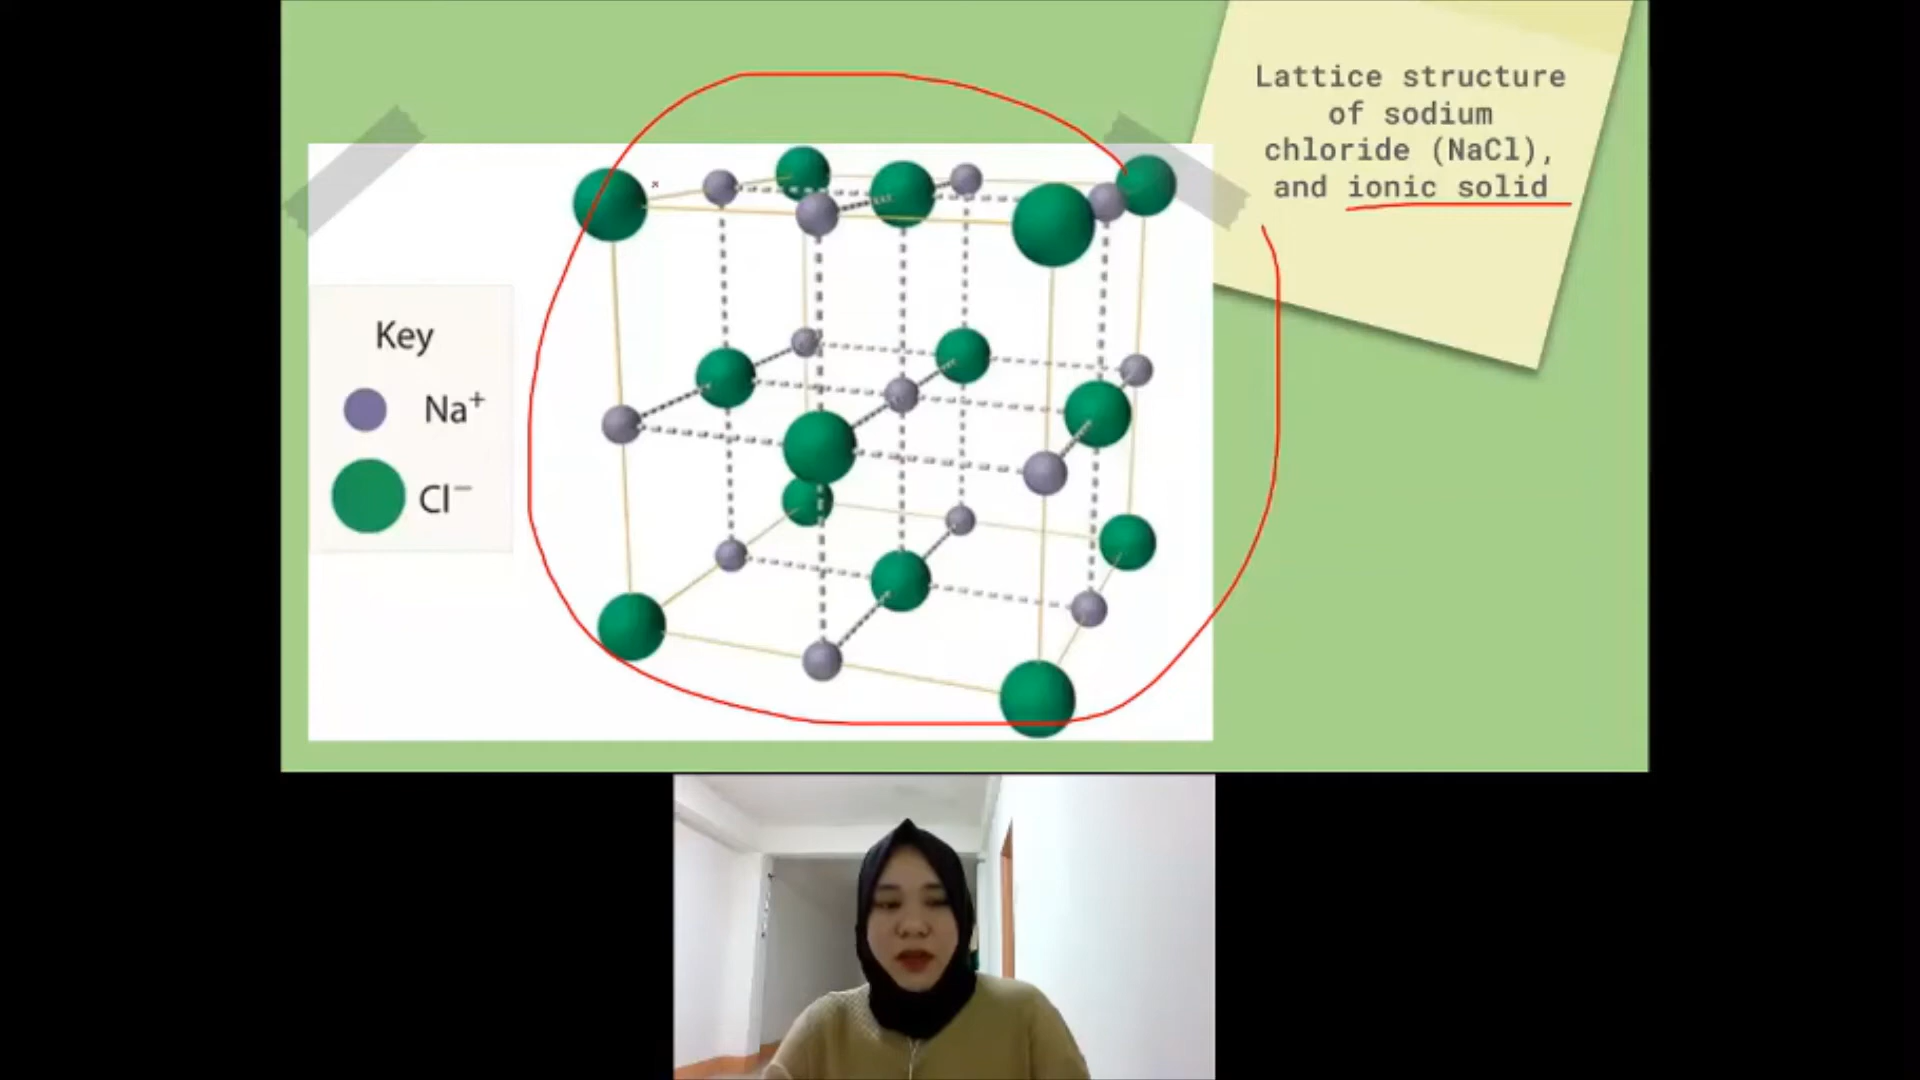 Lattice structure
of sodium
chloride (NaCl),
and ionic solid
Key
Na⁺
Cl⁻